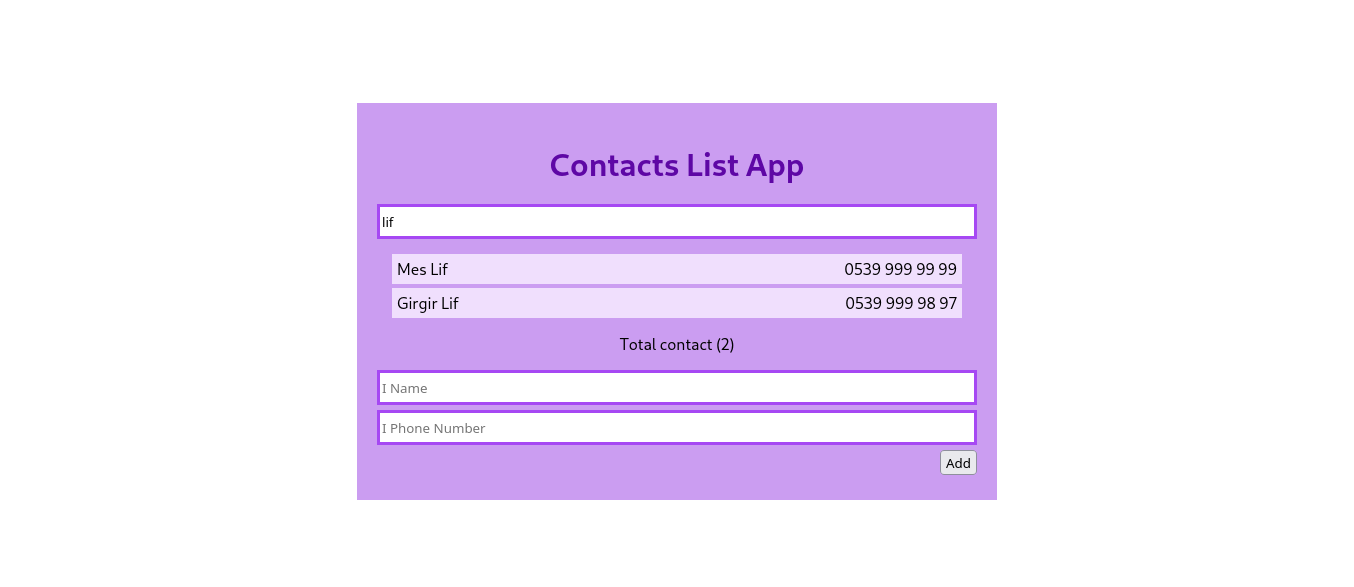 Contacts List App
lif
Mes Lif 0539 999 99 99
Girgir Lif 0539 999 98 97
Total contact (2)
I Name
I Phone Number
Add